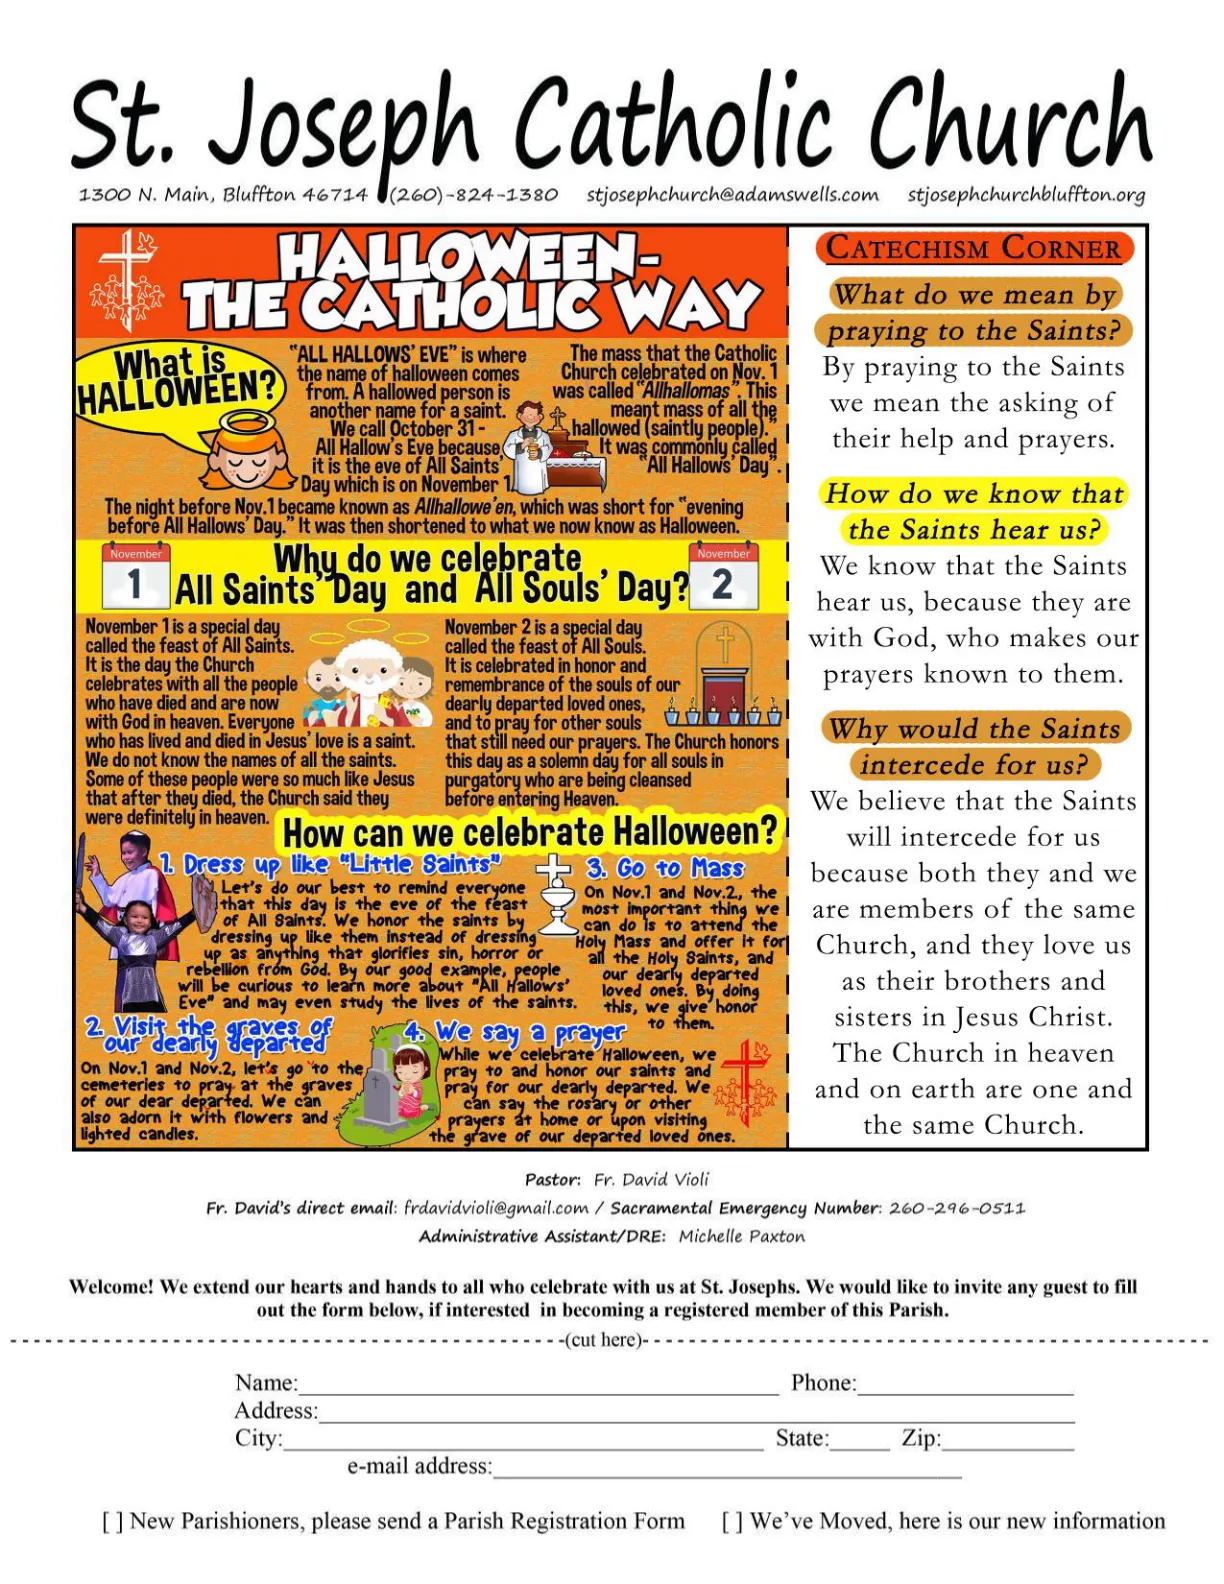 St. Joseph Catholic Church
1300 N. Main, Bluffton 46714 (260)-824-1380 stjosephchurch@adamswells.com stjosephchurchbluffton.org
HALLOWEEN-
THE CATHOLIC WAY
What is
HALLOWEEN?
"ALL HALLOWS' EVE" is where
the name of halloween comes
from. A hallowed person is
another name for a saint.
We call October 31 -
All Hallow's Eve because
it is the eve of All Saints'
Day which is on November 1.
The mass that the Catholic
Church celebrated on Nov. 1
was called "Allhallomas". This
meant mass of all the
hallowed (saintly people)."
It was commonly called
"All Hallows' Day".
The night before Nov.1 became known as Allhallowe'en, which was short for "evening
before All Hallows' Day." It was then shortened to what we now know as Halloween.
November
1
Why do we celebrate
All Saints' Day and All Souls' Day?
November
2
November 1 is a special day
called the feast of All Saints.
It is the day the Church
celebrates with all the people
who have died and are now
with God in heaven. Everyone
who has lived and died in Jesus' love is a saint.
We do not know the names of all the saints.
Some of these people were so much like Jesus
that after they died, the Church said they
were definitely in heaven.
November 2 is a special day
called the feast of All Souls.
It is celebrated in honor and
remembrance of the souls of our
dearly departed loved ones,
and to pray for other souls
that still need our prayers. The Church honors
this day as a solemn day for all souls in
purgatory who are being cleansed
before entering Heaven.
How can we celebrate Halloween?
1. Dress up like "Little Saints"
Let's do our best to remind everyone
that this day is the eve of the feast
of All Saints. We honor the saints by
dressing up like them instead of dressing
up as anything that glorifies sin, horror or
rebellion from God. By our good example, people
will be curious to learn more about "All Hallows'
Eve" and may even study the lives of the saints.
3. Go to Mass
On Nov.1 and Nov.2, the
most important thing we
can do is to attend the
Holy Mass and offer it for
all the Holy Saints, and
our dearly departed
loved ones. By doing
this, we give honor
to them.
2. Visit the graves of
our dearly departed
On Nov.1 and Nov.2, let's go to the
cemeteries to pray at the graves
of our dear departed. We can
also adorn it with flowers and
lighted candles.
4. We say a prayer
While we celebrate Halloween, we
pray to and honor our saints and
pray for our dearly departed. We
can say the rosary or other
prayers at home or upon visiting
the grave of our departed loved ones.
CATECHISM CORNER
What do we mean by
praying to the Saints?
By praying to the Saints
we mean the asking of
their help and prayers.
How do we know that
the Saints hear us?
We know that the Saints
hear us, because they are
with God, who makes our
prayers known to them.
Why would the Saints
intercede for us?
We believe that the Saints
will intercede for us
because both they and we
are members of the same
Church, and they love us
as their brothers and
sisters in Jesus Christ.
The Church in heaven
and on earth are one and
the same Church.
Pastor: Fr. David Violi
Fr. David's direct email: frdavidvioli@gmail.com / Sacramental Emergency Number: 260-296-0511
Administrative Assistant/DRE: Michelle Paxton
Welcome! We extend our hearts and hands to all who celebrate with us at St. Josephs. We would like to invite any guest to fill
out the form below, if interested in becoming a registered member of this Parish.
(cut here)
Name: Phone:
Address:
City: State: Zip:
e-mail address:
[ ] New Parishioners, please send a Parish Registration Form [ ] We've Moved, here is our new information